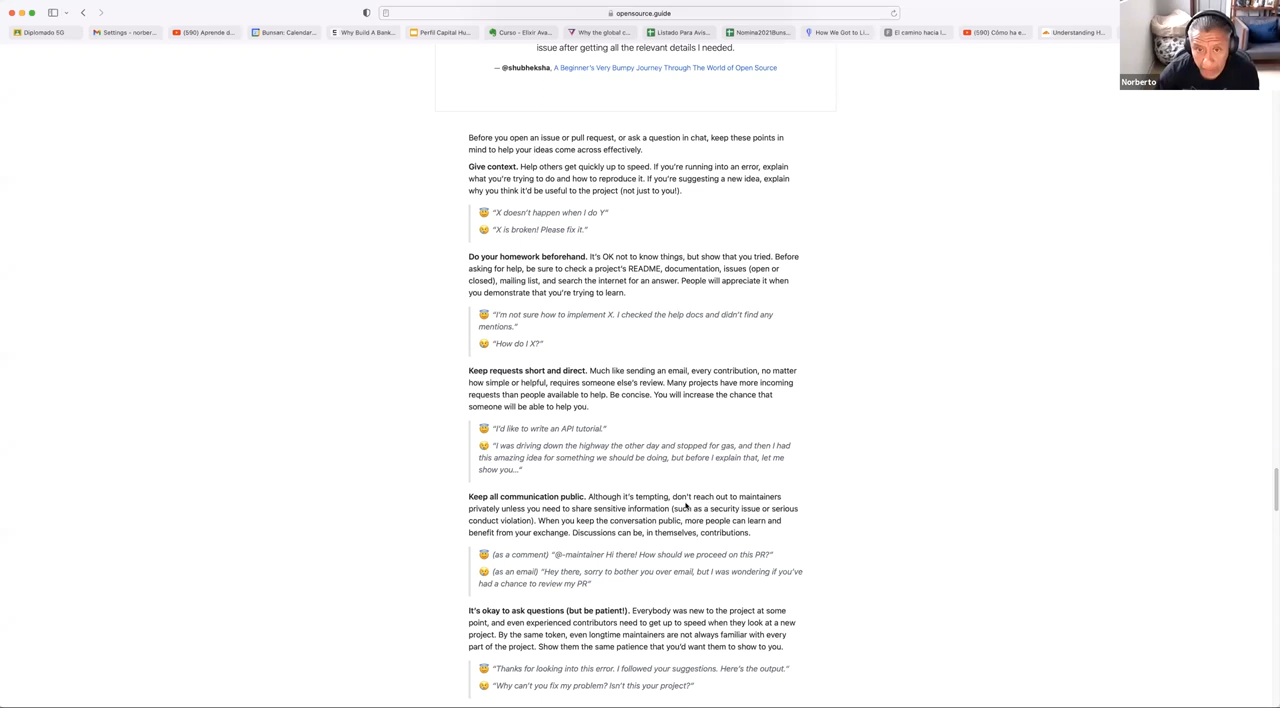 opensource.guide
Diplomado 5G
Settings - norber...
(590) Aprende d...
Bunsan: Calendar...
Why Build A Bank...
Perfil Capital Hu...
Curso - Elixir Ava...
Why the global c...
Listado Para Avis...
Nomina2021Buns...
How We Got to Li...
El camino hacia l...
(590) Cómo ha e...
Understanding H...
Norberto
issue after getting all the relevant details I needed.
— @shubheksha, A Beginner's Very Bumpy Journey Through The World of Open Source
Before you open an issue or pull request, or ask a question in chat, keep these points in
mind to help your ideas come across effectively.
Give context. Help others get quickly up to speed. If you're running into an error, explain
what you're trying to do and how to reproduce it. If you're suggesting a new idea, explain
why you think it'd be useful to the project (not just to you!).
😇 “X doesn't happen when I do Y”
😢 “X is broken! Please fix it.”
Do your homework beforehand. It's OK not to know things, but show that you tried. Before
asking for help, be sure to check a project's README, documentation, issues (open or
closed), mailing list, and search the internet for an answer. People will appreciate it when
you demonstrate that you're trying to learn.
😇 “I'm not sure how to implement X. I checked the help docs and didn't find any
mentions.”
😢 “How do I X?”
Keep requests short and direct. Much like sending an email, every contribution, no matter
how simple or helpful, requires someone else's review. Many projects have more incoming
requests than people available to help. Be concise. You will increase the chance that
someone will be able to help you.
😇 “I'd like to write an API tutorial.”
😢 “I was driving down the highway the other day and stopped for gas, and then I had
this amazing idea for something we should be doing, but before I explain that, let me
show you...”
Keep all communication public. Although it's tempting, don't reach out to maintainers
privately unless you need to share sensitive information (such as a security issue or serious
conduct violation). When you keep the conversation public, more people can learn and
benefit from your exchange. Discussions can be, in themselves, contributions.
😇 (as a comment) “@-maintainer Hi there! How should we proceed on this PR?”
😢 (as an email) “Hey there, sorry to bother you over email, but I was wondering if you've
had a chance to review my PR”
It's okay to ask questions (but be patient!). Everybody was new to the project at some
point, and even experienced contributors need to get up to speed when they look at a new
project. By the same token, even longtime maintainers are not always familiar with every
part of the project. Show them the same patience that you'd want them to show to you.
😇 “Thanks for looking into this error. I followed your suggestions. Here's the output.”
😢 “Why can't you fix my problem? Isn't this your project?”